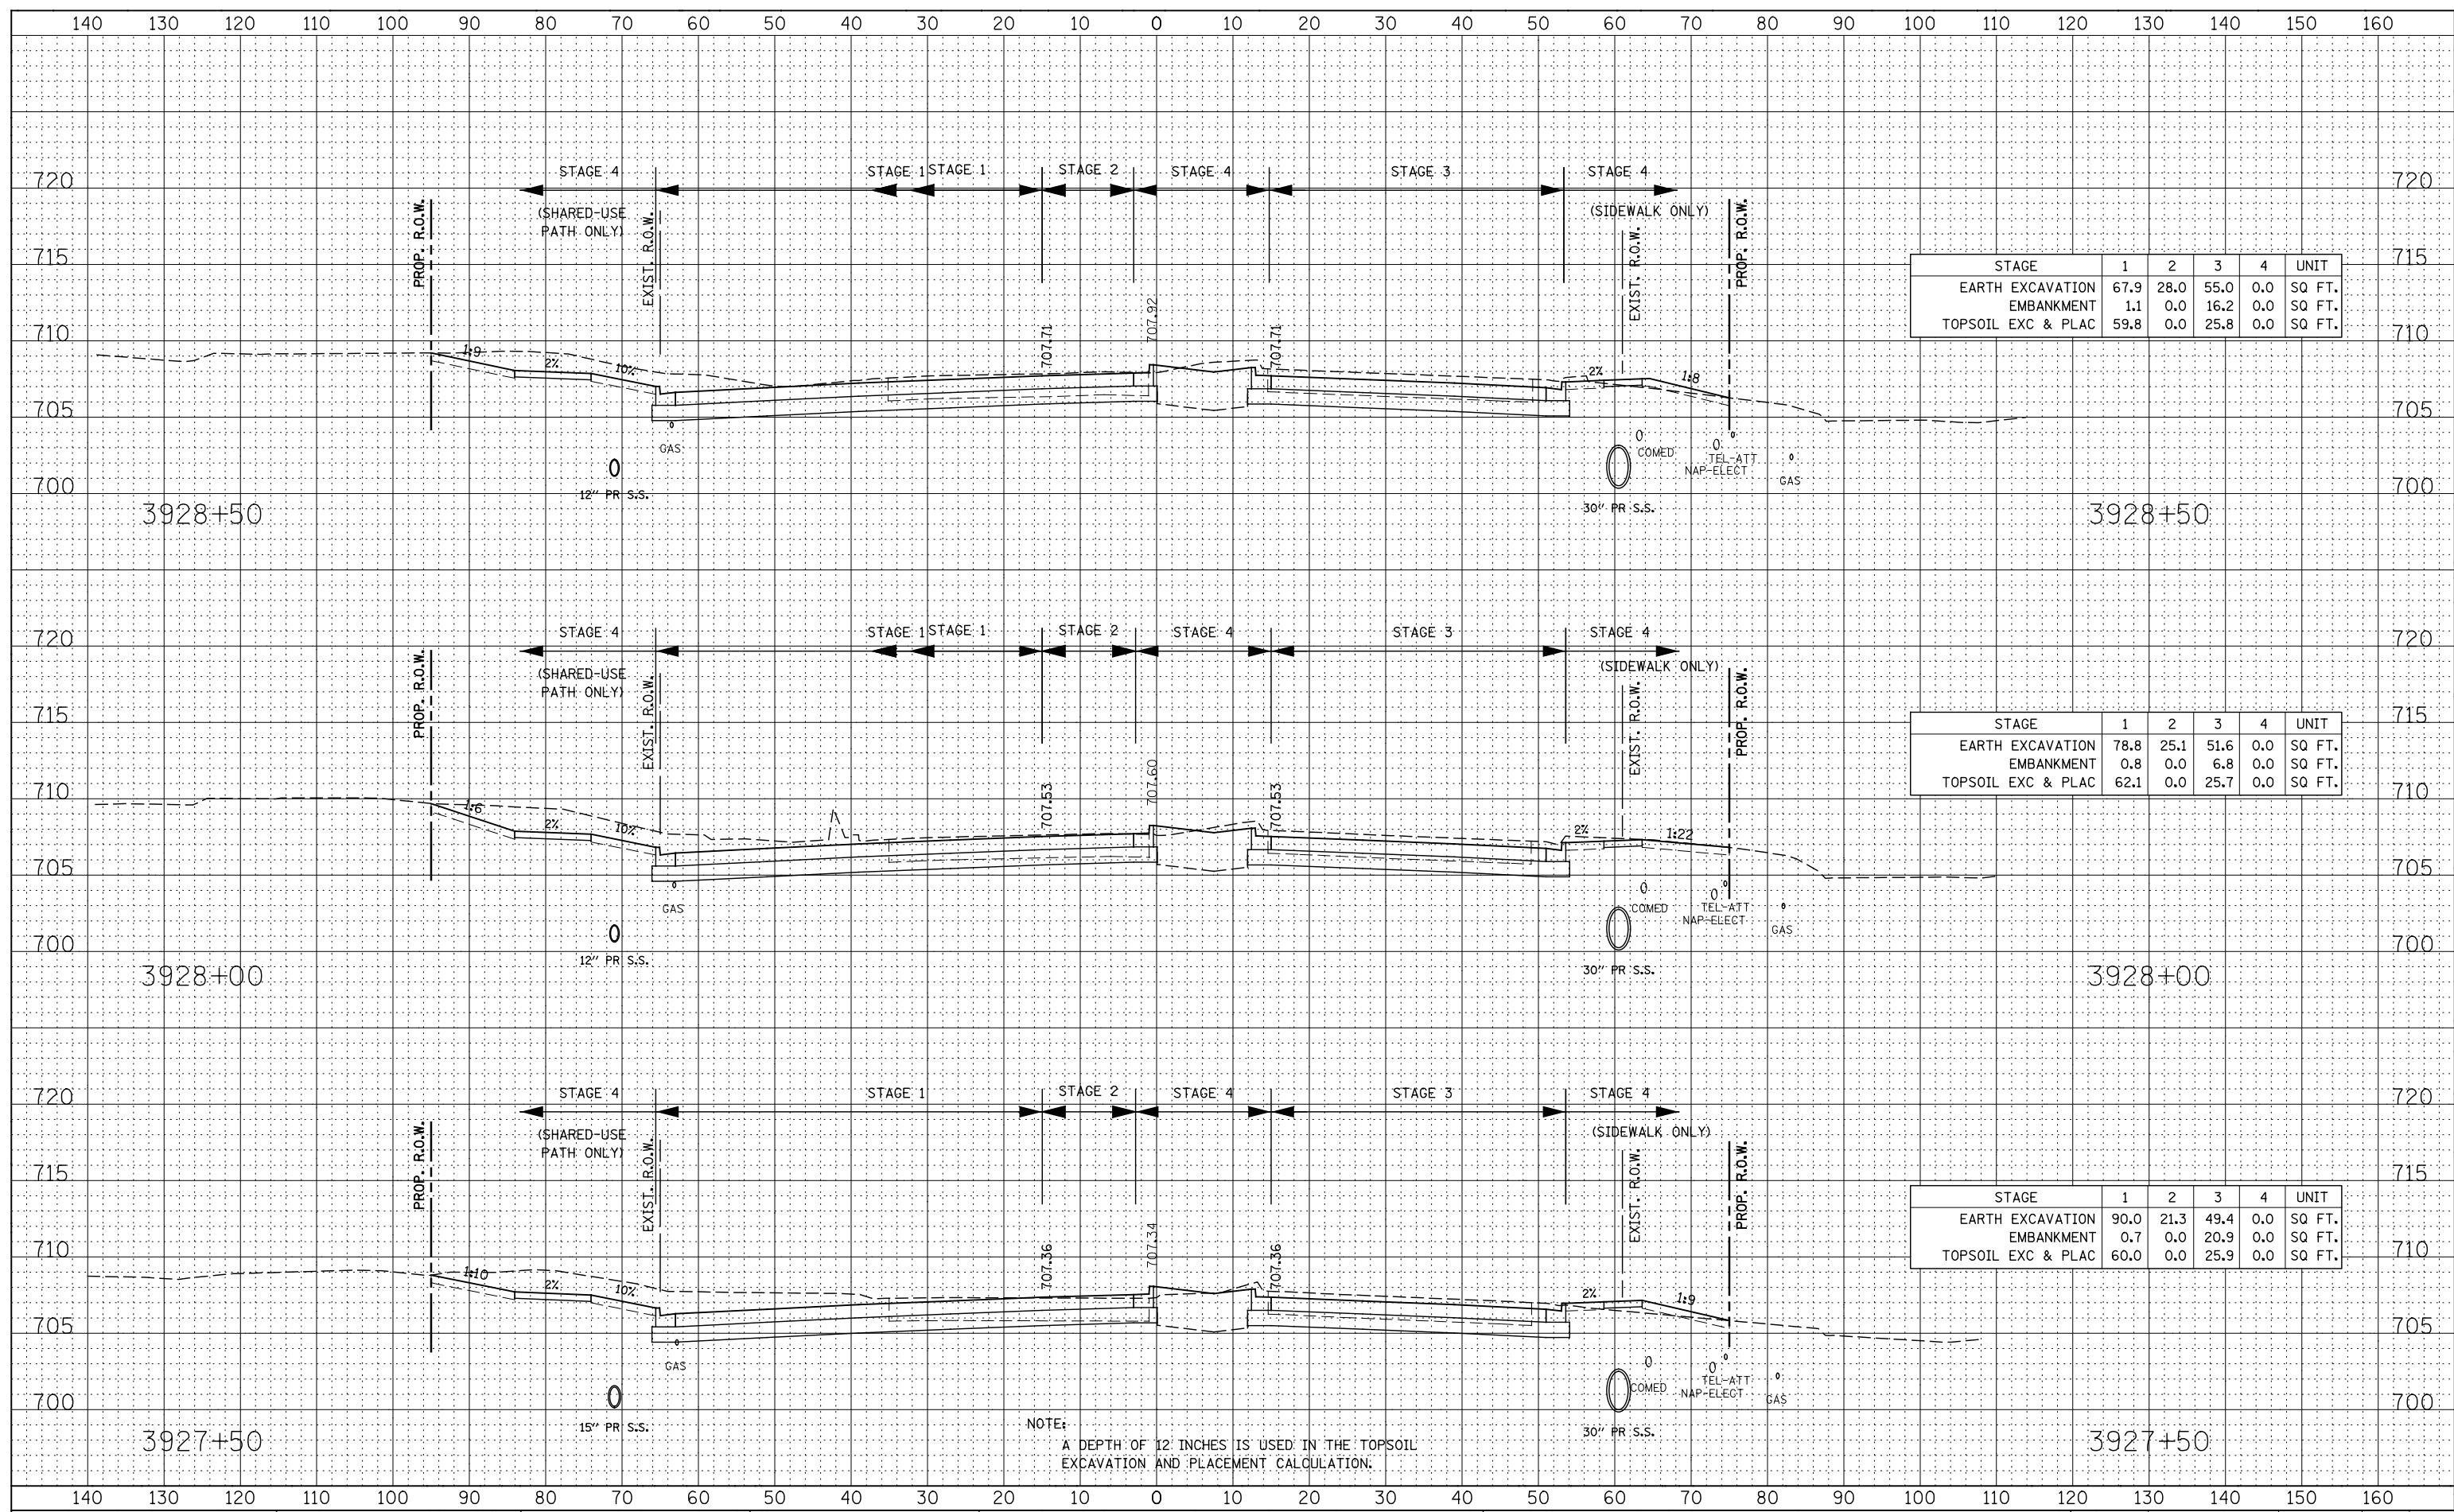 140 130 120 110 100 90 80 70 60 50 40 30 20 10 0 10 20 30 40 50 60 70 80 90 100 110 120 130 140 150 160
STAGE 4 STAGE 1 STAGE 1 STAGE 2 STAGE 4 STAGE 3 STAGE 4
720 720
(SHARED-USE
PATH ONLY)
(SIDEWALK ONLY)
PROP. R.O.W.
EXIST. R.O.W.
EXIST. R.O.W.
PROP. R.O.W.
715 715
STAGE 1 2 3 4 UNIT
EARTH EXCAVATION 67.9 28.0 55.0 0.0 SQ FT.
EMBANKMENT 1.1 0.0 16.2 0.0 SQ FT.
TOPSOIL EXC & PLAC 59.8 0.0 25.8 0.0 SQ FT.
710 710
707.71
707.92
707.71
1:9 2% 10% 2% 1:8
705 705
GAS
COMED
TEL-ATT
NAP-ELECT
GAS
700 700
12" PR S.S.
30" PR S.S.
3928+50 3928+50
STAGE 4 STAGE 1 STAGE 1 STAGE 2 STAGE 4 STAGE 3 STAGE 4
720 720
(SHARED-USE
PATH ONLY)
(SIDEWALK ONLY)
PROP. R.O.W.
EXIST. R.O.W.
EXIST. R.O.W.
PROP. R.O.W.
715 715
STAGE 1 2 3 4 UNIT
EARTH EXCAVATION 78.8 25.1 51.6 0.0 SQ FT.
EMBANKMENT 0.8 0.0 6.8 0.0 SQ FT.
TOPSOIL EXC & PLAC 62.1 0.0 25.7 0.0 SQ FT.
710 710
707.53
707.60
707.53
1:6 2% 10% 2% 1:22
705 705
GAS
COMED
TEL-ATT
NAP-ELECT
GAS
700 700
12" PR S.S.
30" PR S.S.
3928+00 3928+00
STAGE 4 STAGE 1 STAGE 2 STAGE 4 STAGE 3 STAGE 4
720 720
(SHARED-USE
PATH ONLY)
(SIDEWALK ONLY)
PROP. R.O.W.
EXIST. R.O.W.
EXIST. R.O.W.
PROP. R.O.W.
715 715
STAGE 1 2 3 4 UNIT
EARTH EXCAVATION 90.0 21.3 49.4 0.0 SQ FT.
EMBANKMENT 0.7 0.0 20.9 0.0 SQ FT.
TOPSOIL EXC & PLAC 60.0 0.0 25.9 0.0 SQ FT.
710 710
707.36
707.34
707.36
1:10 2% 10% 2% 1:9
705 705
GAS
COMED
TEL-ATT
NAP-ELECT
GAS
700 700
15" PR S.S.
30" PR S.S.
3927+50 3927+50
NOTE:
A DEPTH OF 12 INCHES IS USED IN THE TOPSOIL
EXCAVATION AND PLACEMENT CALCULATION.
140 130 120 110 100 90 80 70 60 50 40 30 20 10 0 10 20 30 40 50 60 70 80 90 100 110 120 130 140 150 160